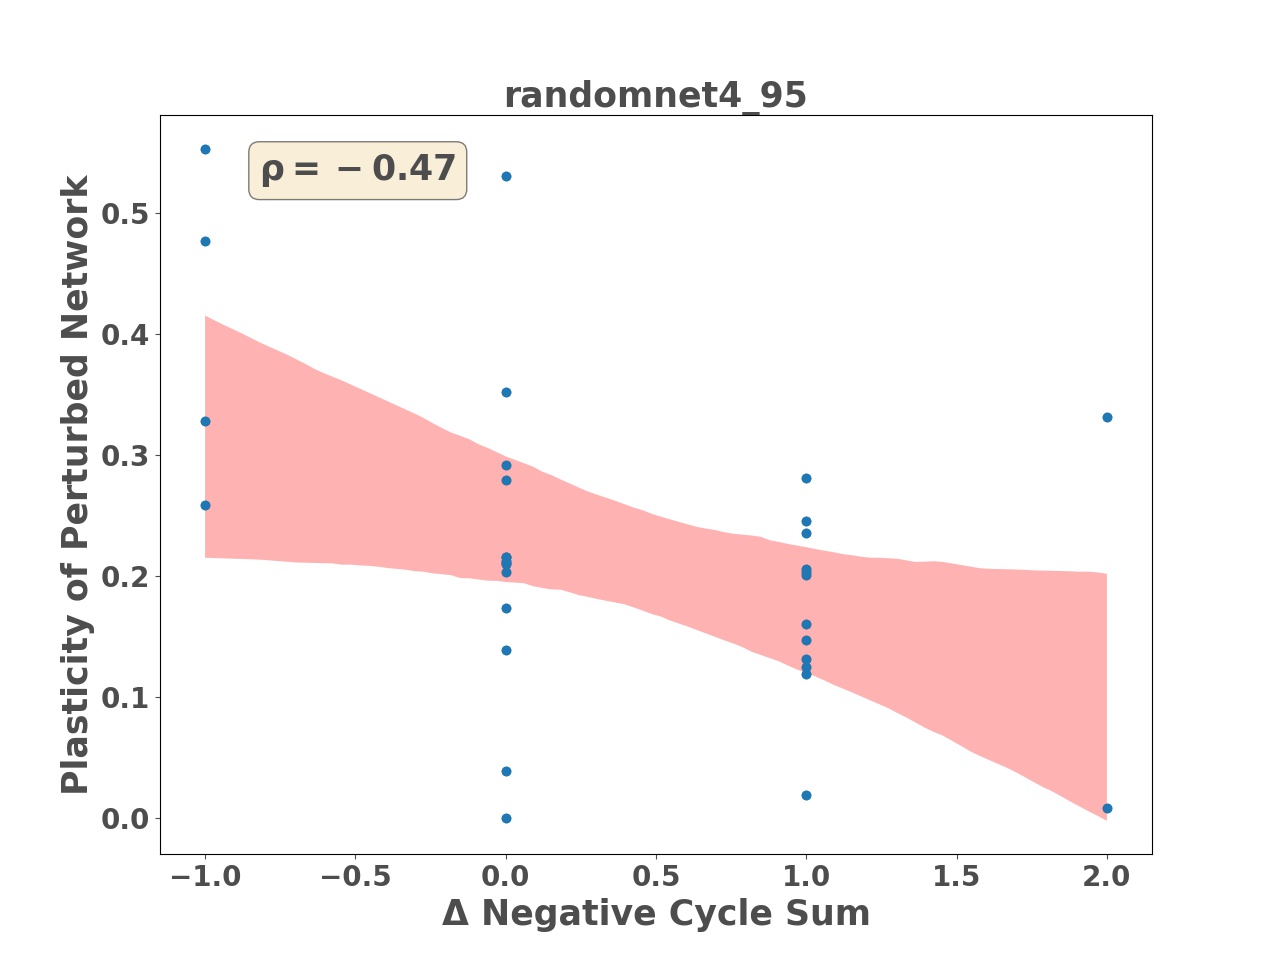 randomnet4_95
ρ = − 0.47
Plasticity of Perturbed Network
0.5
0.4
0.3
0.2
0.1
0.0
−1.0 −0.5 0.0 0.5 1.0 1.5 2.0
Δ Negative Cycle Sum